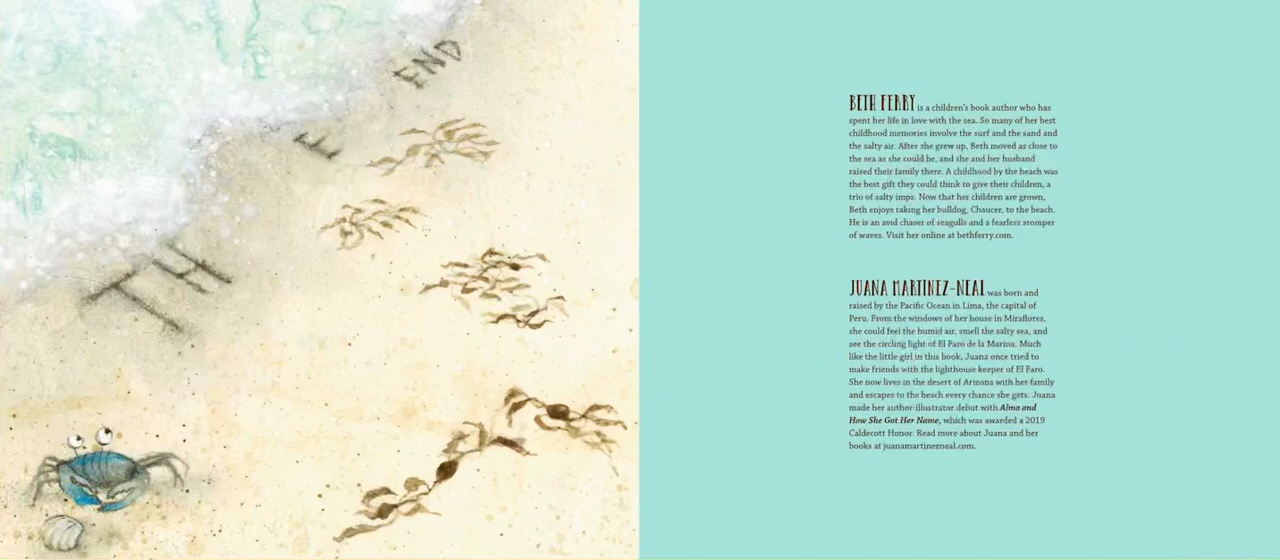 TH E END
BETH FERRY is a children's book author who has
spent her life in love with the sea. So many of her best
childhood memories involve the surf and the sand and
the salty air. After she grew up, Beth moved as close to
the sea as she could be, and she and her husband
raised their family there. A childhood by the beach was
the best gift they could think to give their children, a
trio of salty imps. Now that her children are grown,
Beth enjoys taking her bulldog, Chaucer, to the beach.
He is an avid chaser of seagulls and a fearless stomper
of waves. Visit her online at bethferry.com.
JUANA MARTINEZ-NEAL was born and
raised by the Pacific Ocean in Lima, the capital of
Peru. From the windows of her house in Miraflores,
she could feel the humid air, smell the salty sea, and
see the circling light of El Faro de la Marina. Much
like the little girl in this book, Juana once tried to
make friends with the lighthouse keeper of El Faro.
She now lives in the desert of Arizona with her family
and escapes to the beach every chance she gets. Juana
made her author-illustrator debut with Alma and
How She Got Her Name, which was awarded a 2019
Caldecott Honor. Read more about Juana and her
books at juanamartinezneal.com.